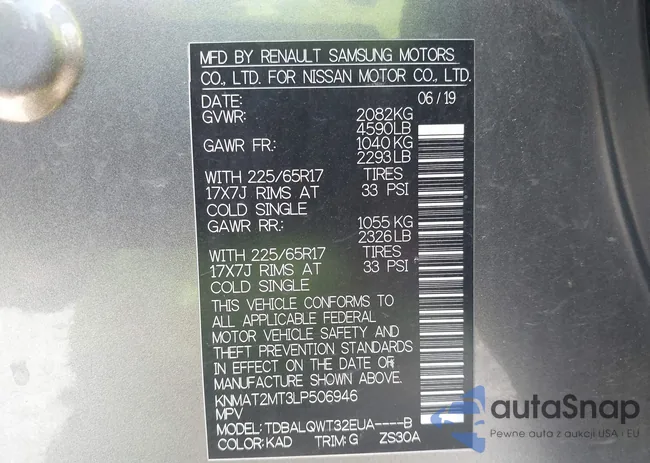 MFD BY RENAULT SAMSUNG MOTORS
CO., LTD. FOR NISSAN MOTOR CO., LTD.
DATE: 06/19
GVWR: 2082KG
4590LB
GAWR FR: 1040 KG
2293LB
WITH 225/65R17 TIRES
17X7J RIMS AT 33 PSI
COLD SINGLE
GAWR RR: 1055 KG
2326LB
WITH 225/65R17 TIRES
17X7J RIMS AT 33 PSI
COLD SINGLE
THIS VEHICLE CONFORMS TO
ALL APPLICABLE FEDERAL
MOTOR VEHICLE SAFETY AND
THEFT PREVENTION STANDARDS
IN EFFECT ON THE DATE OF
MANUFACTURE SHOWN ABOVE.
KNMAT2MT3LP506946
MPV
MODEL: TDBALQWT32EUA----B
COLOR: KAD TRIM: G ZS30A
autoSnap
Pewne auta z aukcji USA i EU